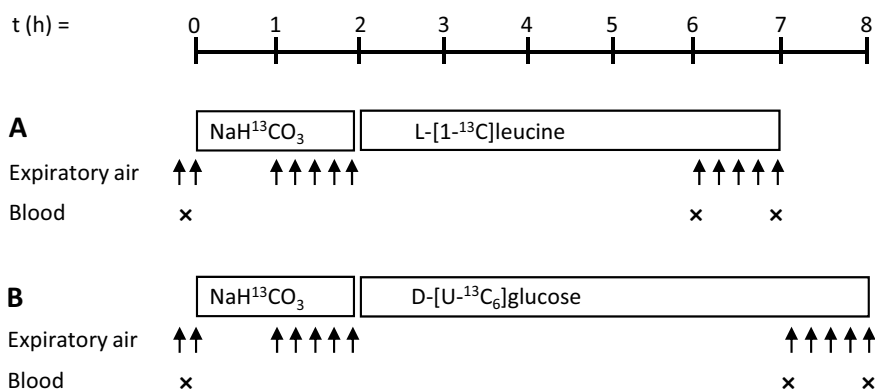 t (h) = 0 1 2 3 4 5 6 7 8
A NaH¹³CO₃ L-[1-¹³C]leucine
Expiratory air
Blood × × ×
B NaH¹³CO₃ D-[U-¹³C₆]glucose
Expiratory air
Blood × × ×